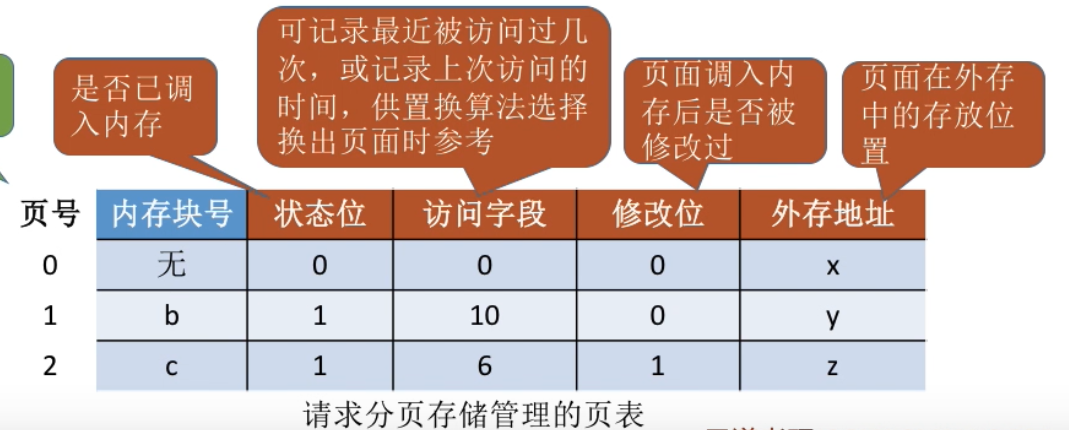 是否已调
入内存
可记录最近被访问过几
次，或记录上次访问的
时间，供置换算法选择
换出页面时参考
页面调入内
存后是否被
修改过
页面在外存
中的存放位
置
页号 内存块号 状态位 访问字段 修改位 外存地址
0 无 0 0 0 x
1 b 1 10 0 y
2 c 1 6 1 z
请求分页存储管理的页表